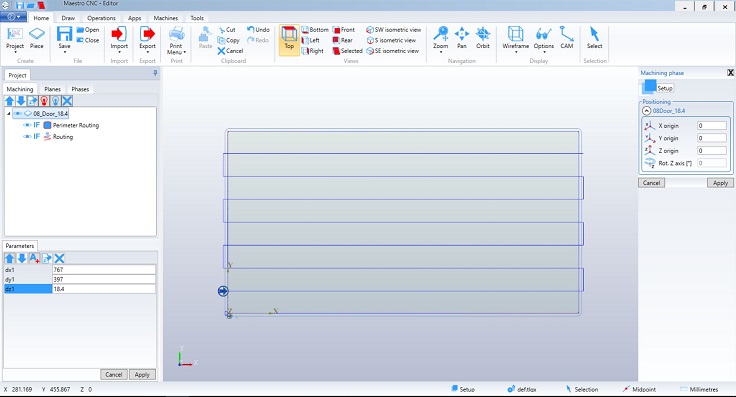 Maestro CNC - Editor
Home Draw Operations Apps Machines Tools
Project Piece Save Open Close Import Export Print Menu Paste Cut Copy Cancel Undo Redo Top Bottom Left Right Front Rear Selected SW isometric view S isometric view SE isometric view Zoom Pan Orbit Wireframe Options CAM Select
Create File Import Export Print Clipboard Views Navigation Display Selection
Project
Machining Planes Phases
08_Door_18.4
IF Perimeter Routing
IF Routing
Parameters
dx1 767
dy1 397
dz1 18.4
Cancel Apply
Y
Z X
Machining phase X
Setup
Positioning
08Door_18.4
X origin 0
Y origin 0
Z origin 0
Rot. Z axis [°] 0
Cancel Apply
X 281.169 Y 455.867 Z 0 Setup def.tlgx Selection Midpoint Millimetres